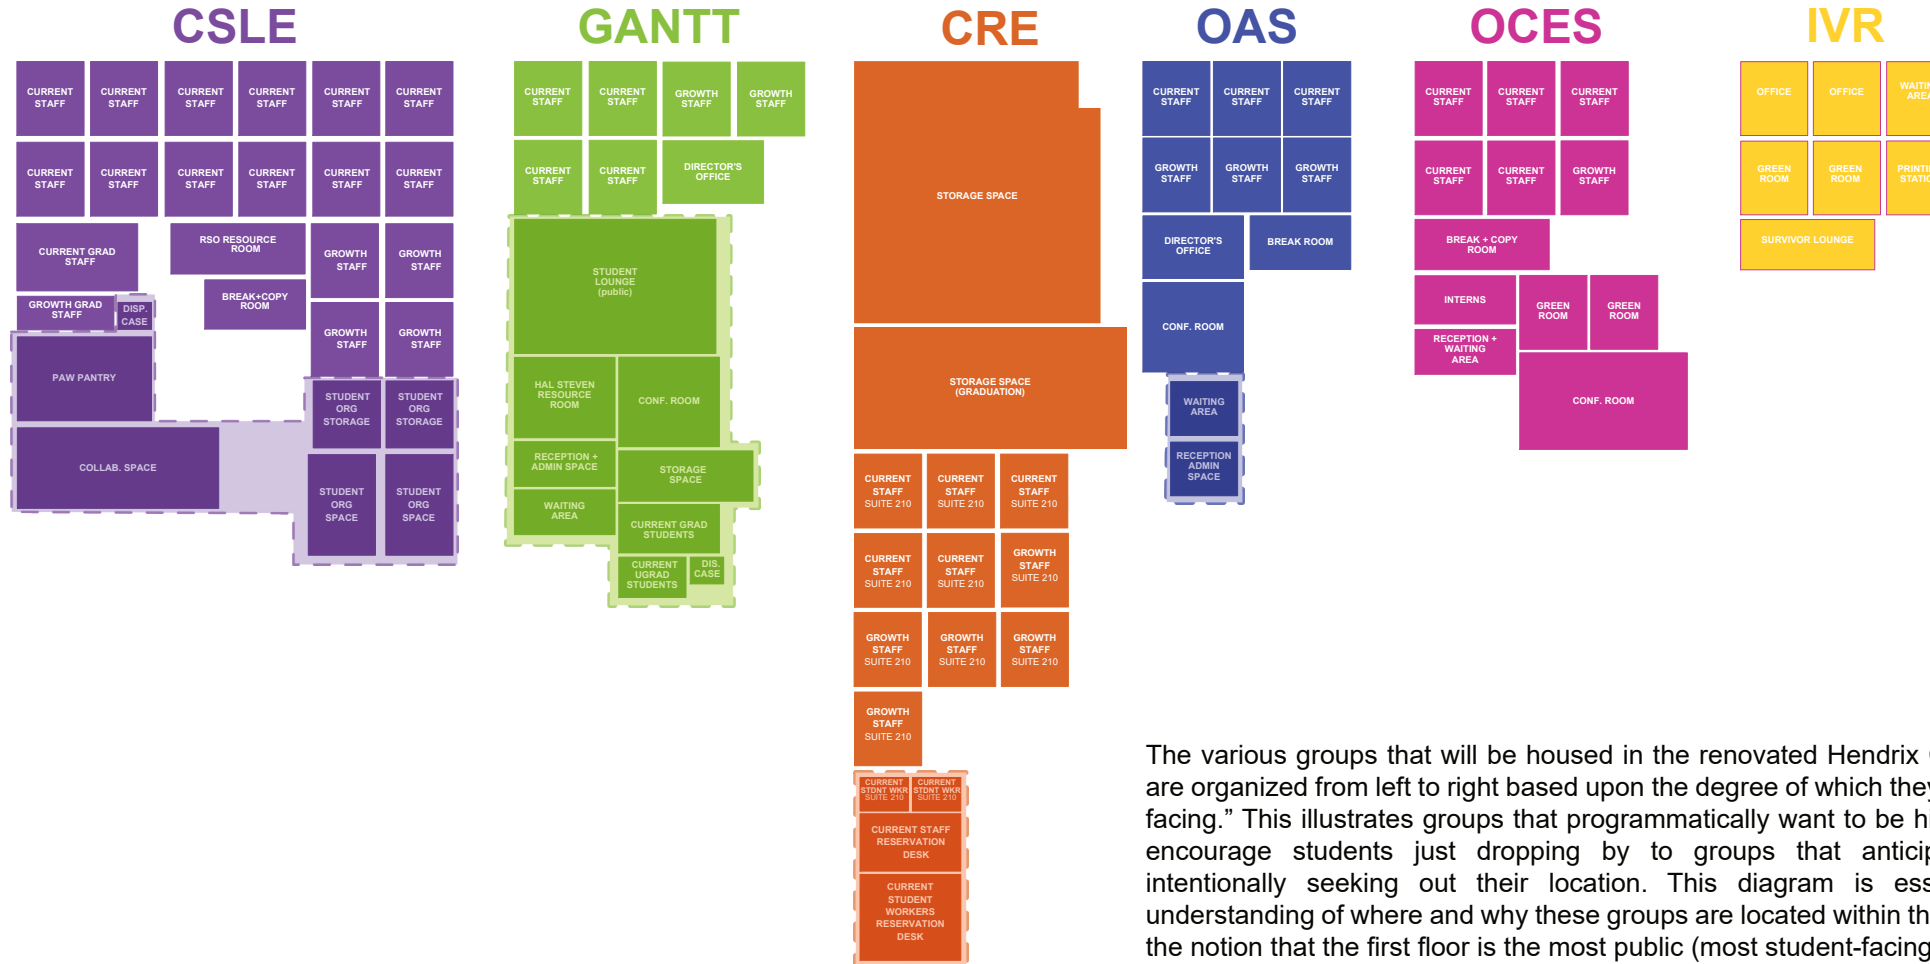 CSLE
CURRENT
STAFF
CURRENT
STAFF
CURRENT
STAFF
CURRENT
STAFF
CURRENT
STAFF
CURRENT
STAFF
CURRENT
STAFF
CURRENT
STAFF
CURRENT
STAFF
CURRENT
STAFF
CURRENT
STAFF
CURRENT
STAFF
CURRENT GRAD
STAFF
RSO RESOURCE
ROOM
GROWTH
STAFF
GROWTH
STAFF
GROWTH GRAD
STAFF
DISP.
CASE
BREAK+COPY
ROOM
GROWTH
STAFF
GROWTH
STAFF
PAW PANTRY
STUDENT
ORG
STORAGE
STUDENT
ORG
STORAGE
COLLAB. SPACE
STUDENT
ORG
SPACE
STUDENT
ORG
SPACE
GANTT
CURRENT
STAFF
CURRENT
STAFF
GROWTH
STAFF
GROWTH
STAFF
CURRENT
STAFF
CURRENT
STAFF
DIRECTOR'S
OFFICE
STUDENT
LOUNGE
(public)
HAL STEVEN
RESOURCE
ROOM
CONF. ROOM
RECEPTION +
ADMIN SPACE
STORAGE
SPACE
WAITING
AREA
CURRENT GRAD
STUDENTS
CURRENT
UGRAD
STUDENTS
DIS.
CASE
CRE
STORAGE SPACE
STORAGE SPACE
(GRADUATION)
CURRENT
STAFF
SUITE 210
CURRENT
STAFF
SUITE 210
CURRENT
STAFF
SUITE 210
CURRENT
STAFF
SUITE 210
CURRENT
STAFF
SUITE 210
GROWTH
STAFF
SUITE 210
GROWTH
STAFF
SUITE 210
GROWTH
STAFF
SUITE 210
GROWTH
STAFF
SUITE 210
GROWTH
STAFF
SUITE 210
CURRENT
STDNT WKR
SUITE 210
CURRENT
STDNT WKR
SUITE 210
CURRENT STAFF
RESERVATION
DESK
CURRENT
STUDENT
WORKERS
RESERVATION
DESK
OAS
CURRENT
STAFF
CURRENT
STAFF
CURRENT
STAFF
GROWTH
STAFF
GROWTH
STAFF
GROWTH
STAFF
DIRECTOR'S
OFFICE
BREAK ROOM
CONF. ROOM
WAITING
AREA
RECEPTION
ADMIN
SPACE
OCES
CURRENT
STAFF
CURRENT
STAFF
CURRENT
STAFF
CURRENT
STAFF
CURRENT
STAFF
GROWTH
STAFF
BREAK + COPY
ROOM
INTERNS
GREEN
ROOM
GREEN
ROOM
RECEPTION +
WAITING
AREA
CONF. ROOM
IVR
OFFICE
OFFICE
AREA
GREEN
ROOM
GREEN
ROOM
SURVIVOR LOUNGE
The various groups that will be housed in the renovated Hendrix
are organized from left to right based upon the degree of which they
facing.” This illustrates groups that programmatically want to be
encourage students just dropping by to groups that
intentionally seeking out their location. This diagram is
understanding of where and why these groups are located within
the notion that the first floor is the most public (most student-facing